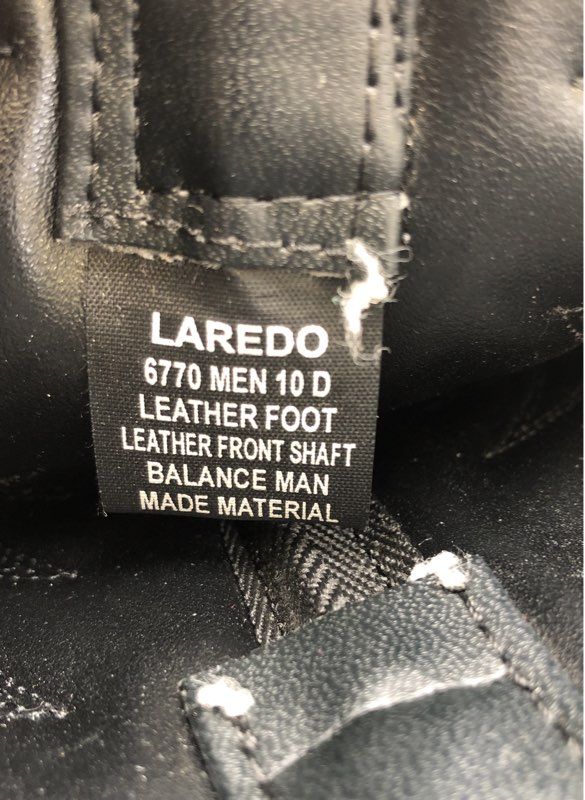 LAREDO
6770 MEN 10 D
LEATHER FOOT
LEATHER FRONT SHAFT
BALANCE MAN
MADE MATERIAL